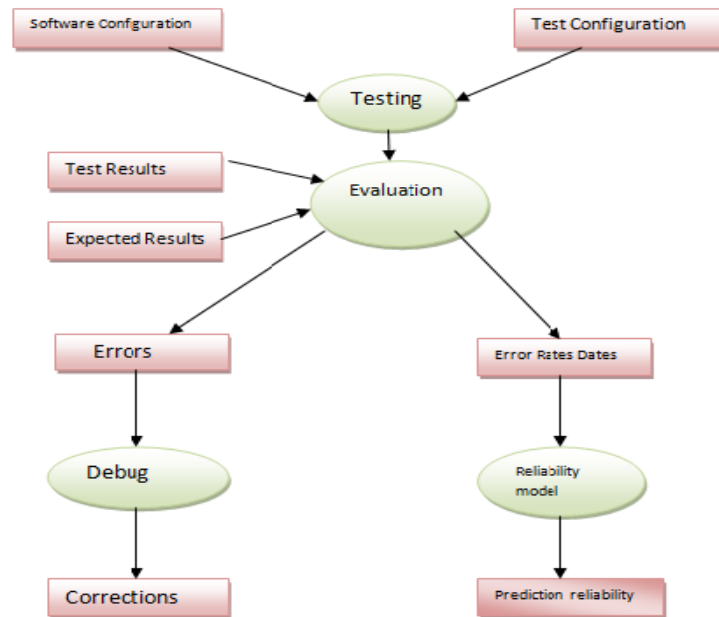 Software Configuration
Test Configuration
Testing
Test Results
Evaluation
Expected Results
Errors
Error Rates Dates
Debug
Reliability
model
Corrections
Prediction reliability